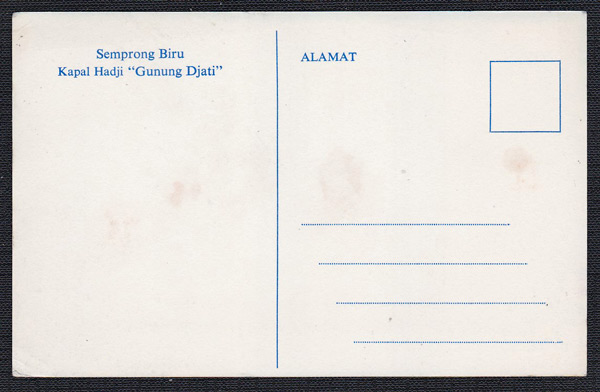 Semprong Biru
Kapal Hadji “Gunung Djati”
ALAMAT